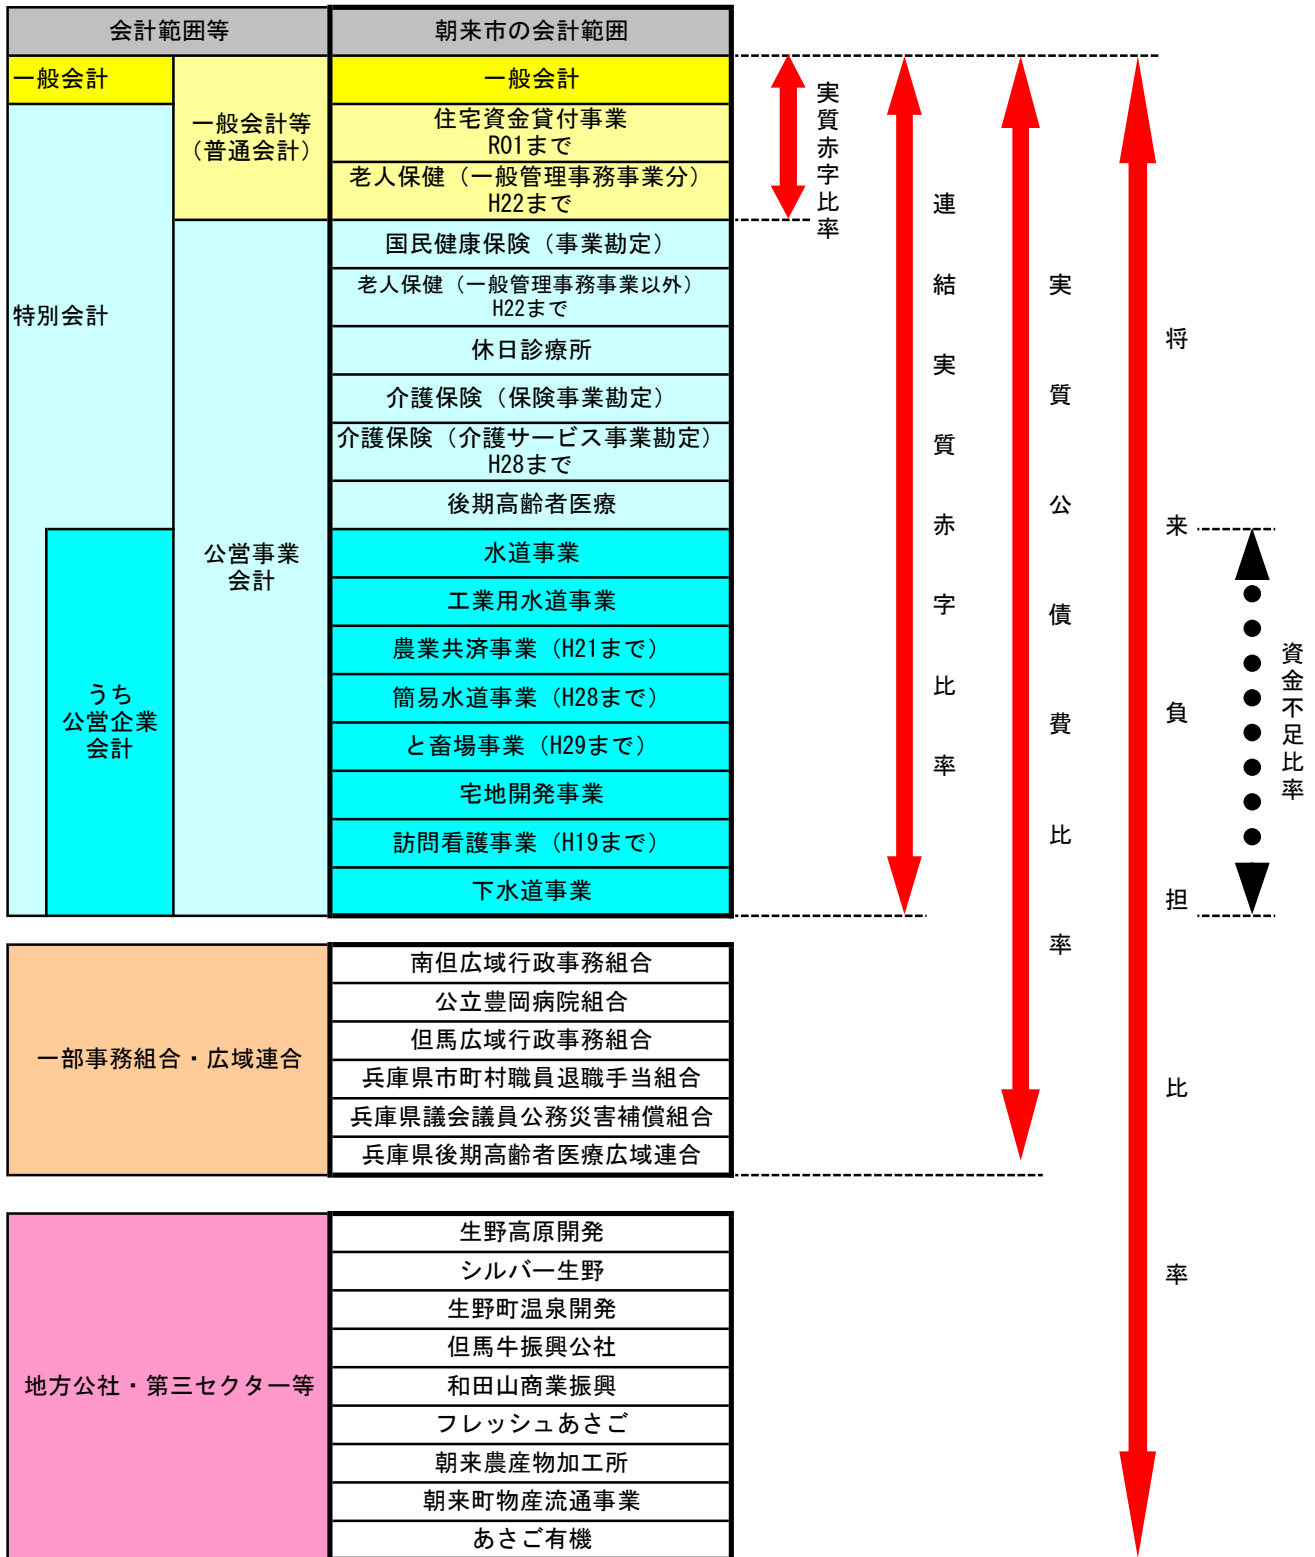 会計範囲等
朝来市の会計範囲
一般会計
一般会計等
（普通会計）
一般会計
住宅資金貸付事業
R01まで
老人保健（一般管理事務事業分）
H22まで
特別会計
公営事業
会計
国民健康保険（事業勘定）
老人保健（一般管理事務事業以外）
H22まで
休日診療所
介護保険（保険事業勘定）
介護保険（介護サービス事業勘定）
H28まで
後期高齢者医療
うち
公営企業
会計
水道事業
工業用水道事業
農業共済事業（H21まで）
簡易水道事業（H28まで）
と畜場事業（H29まで）
宅地開発事業
訪問看護事業（H19まで）
下水道事業
一部事務組合・広域連合
南但広域行政事務組合
公立豊岡病院組合
但馬広域行政事務組合
兵庫県市町村職員退職手当組合
兵庫県議会議員公務災害補償組合
兵庫県後期高齢者医療広域連合
地方公社・第三セクター等
生野高原開発
シルバー生野
生野町温泉開発
但馬牛振興公社
和田山商業振興
フレッシュあさご
朝来農産物加工所
朝来町物産流通事業
あさご有機
実質赤字比率
連結実質赤字比率
実質公債費比率
将来負担比率
資金不足比率